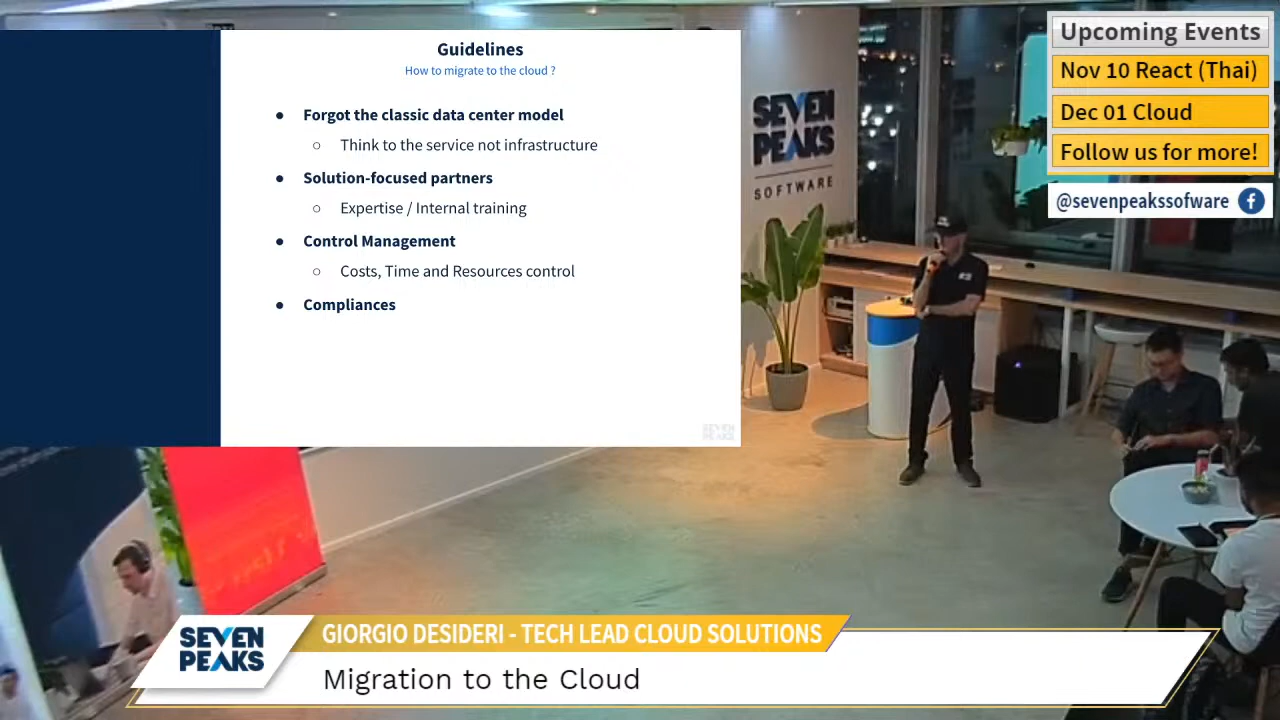 Guidelines
How to migrate to the cloud ?
● Forgot the classic data center model
○ Think to the service not infrastructure
● Solution-focused partners
○ Expertise / Internal training
● Control Management
○ Costs, Time and Resources control
● Compliances
SEVEN
PEAKS
SEVEN
PEAKS
SOFTWARE
Upcoming Events
Nov 10 React (Thai)
Dec 01 Cloud
Follow us for more!
@sevenpeakssofware
SEVEN
PEAKS
GIORGIO DESIDERI - TECH LEAD CLOUD SOLUTIONS
Migration to the Cloud